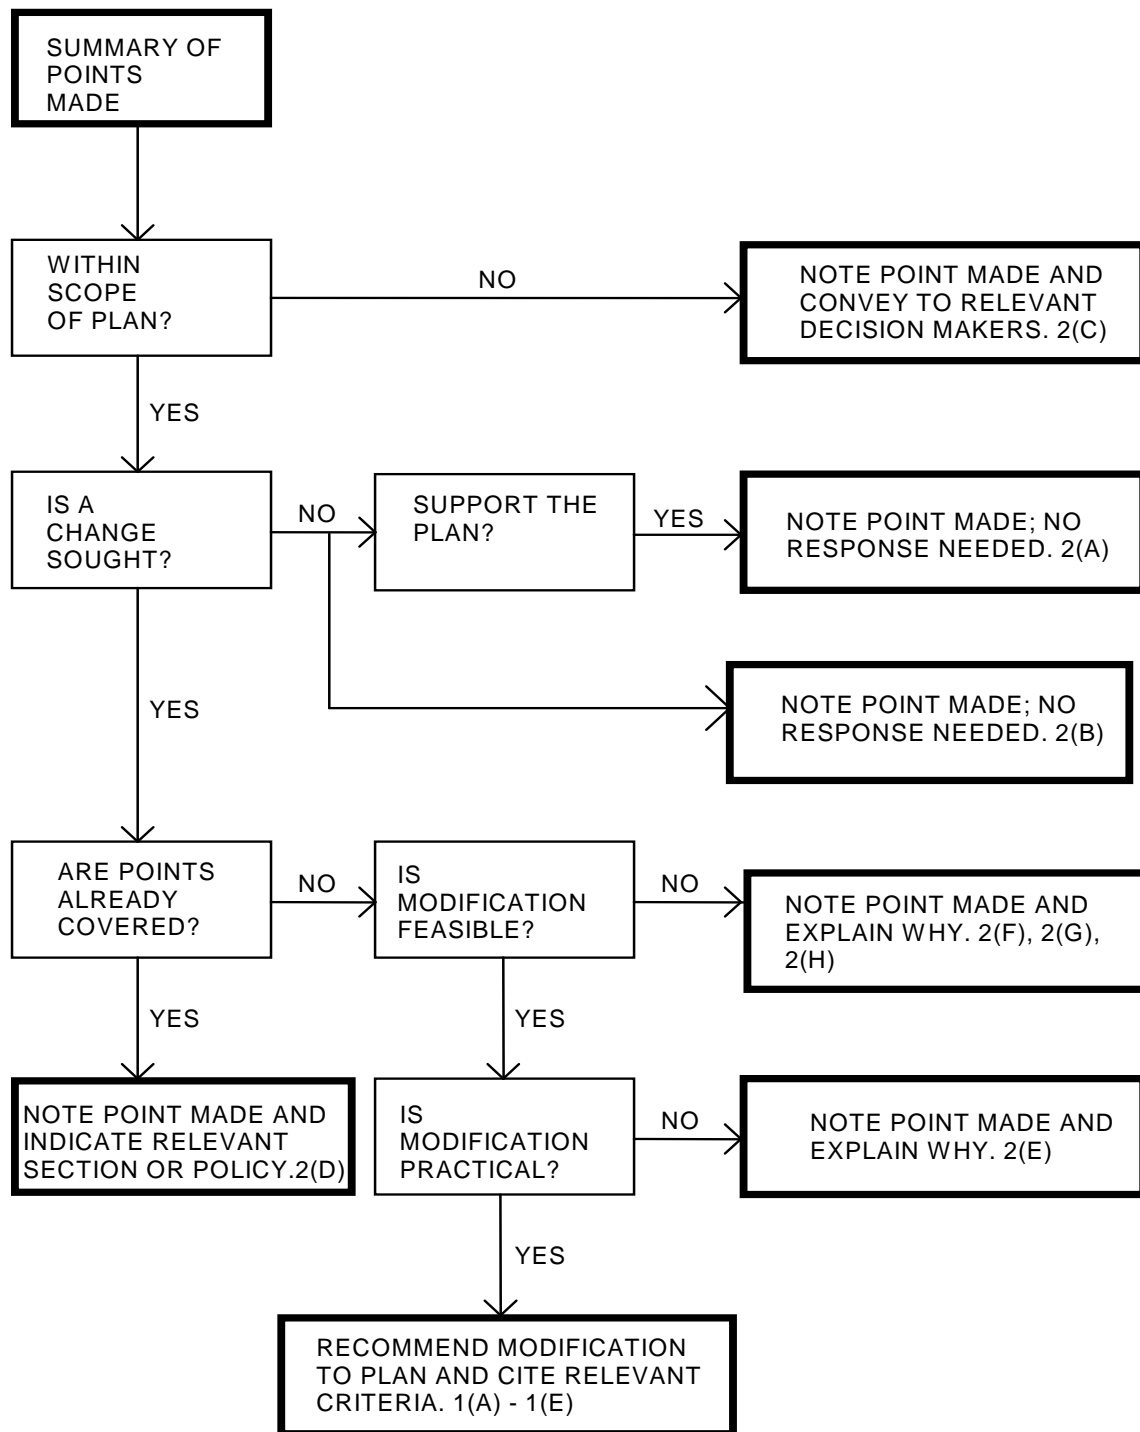 SUMMARY OF
POINTS
MADE
WITHIN
SCOPE
OF PLAN?
NO
NOTE POINT MADE AND
CONVEY TO RELEVANT
DECISION MAKERS. 2(C)
YES
IS A
CHANGE
SOUGHT?
NO
SUPPORT THE
PLAN?
YES
NOTE POINT MADE; NO
RESPONSE NEEDED. 2(A)
YES
NOTE POINT MADE; NO
RESPONSE NEEDED. 2(B)
ARE POINTS
ALREADY
COVERED?
NO
IS
MODIFICATION
FEASIBLE?
NO
NOTE POINT MADE AND
EXPLAIN WHY. 2(F), 2(G),
2(H)
YES
YES
NOTE POINT MADE AND
INDICATE RELEVANT
SECTION OR POLICY.2(D)
IS
MODIFICATION
PRACTICAL?
NO
NOTE POINT MADE AND
EXPLAIN WHY. 2(E)
YES
RECOMMEND MODIFICATION
TO PLAN AND CITE RELEVANT
CRITERIA. 1(A) - 1(E)